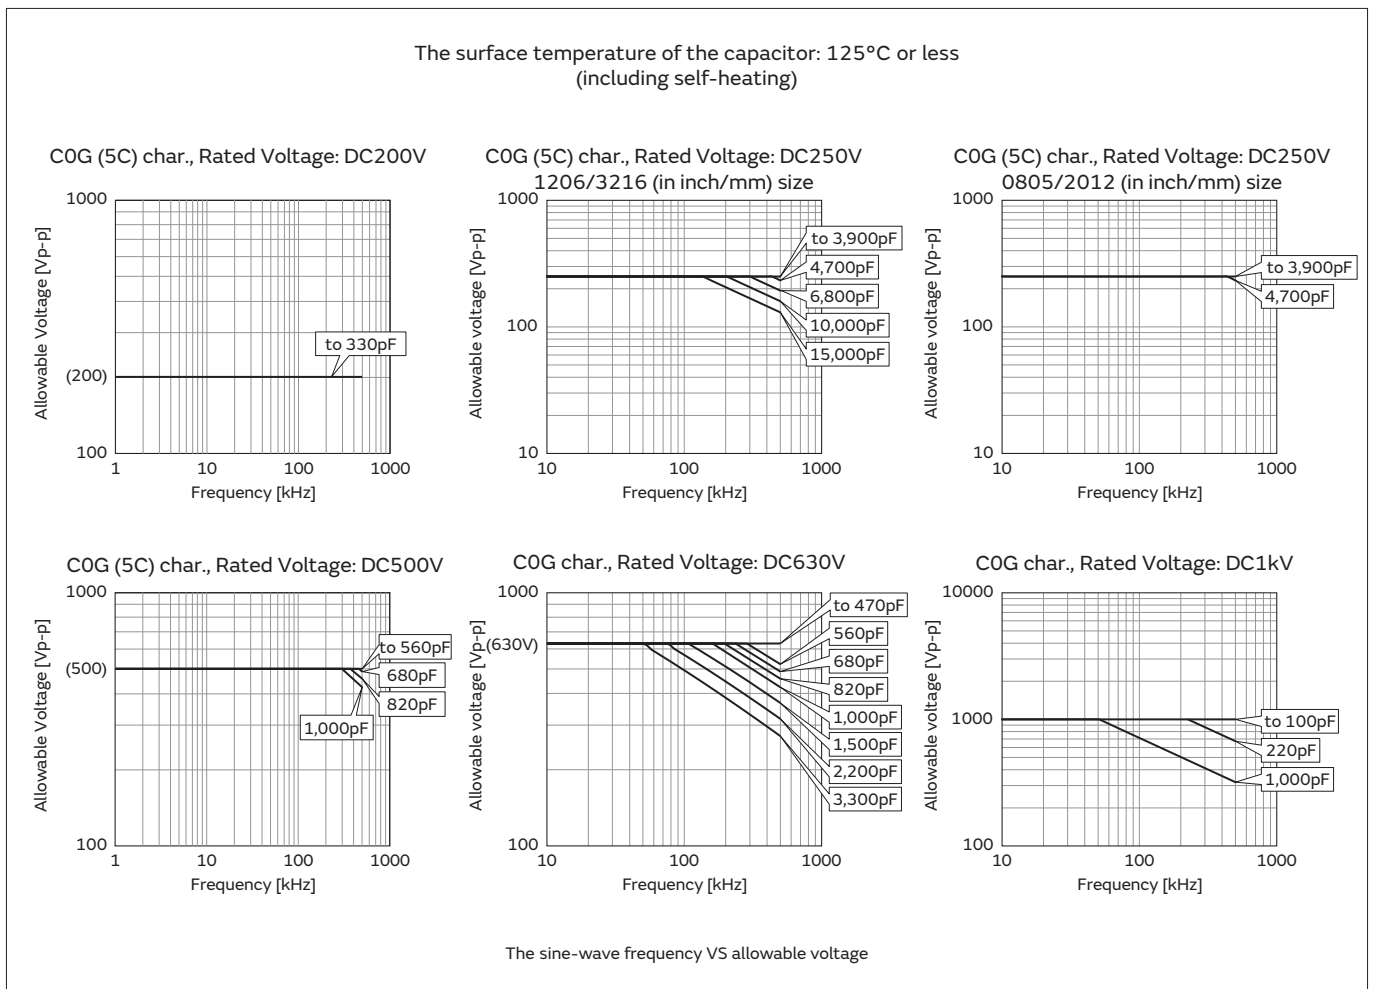 The surface temperature of the capacitor: 125°C or less
(including self-heating)
C0G (5C) char., Rated Voltage: DC200V
1000
(200)
100
Allowable Voltage [Vp-p]
to 330pF
1 10 100 1000
Frequency [kHz]
C0G (5C) char., Rated Voltage: DC250V
1206/3216 (in inch/mm) size
1000
100
10
Allowable voltage [Vp-p]
to 3,900pF
4,700pF
6,800pF
10,000pF
15,000pF
10 100 1000
Frequency [kHz]
C0G (5C) char., Rated Voltage: DC250V
0805/2012 (in inch/mm) size
1000
100
10
Allowable voltage [Vp-p]
to 3,900pF
4,700pF
10 100 1000
Frequency [kHz]
C0G (5C) char., Rated Voltage: DC500V
1000
(500)
100
Allowable Voltage [Vp-p]
to 560pF
680pF
820pF
1,000pF
1 10 100 1000
Frequency [kHz]
C0G char., Rated Voltage: DC630V
1000
(630V)
100
Allowable voltage [Vp-p]
to 470pF
560pF
680pF
820pF
1,000pF
1,500pF
2,200pF
3,300pF
10 100 1000
Frequency [kHz]
C0G char., Rated Voltage: DC1kV
10000
1000
100
Allowable voltage [Vp-p]
to 100pF
220pF
1,000pF
10 100 1000
Frequency [kHz]
The sine-wave frequency VS allowable voltage